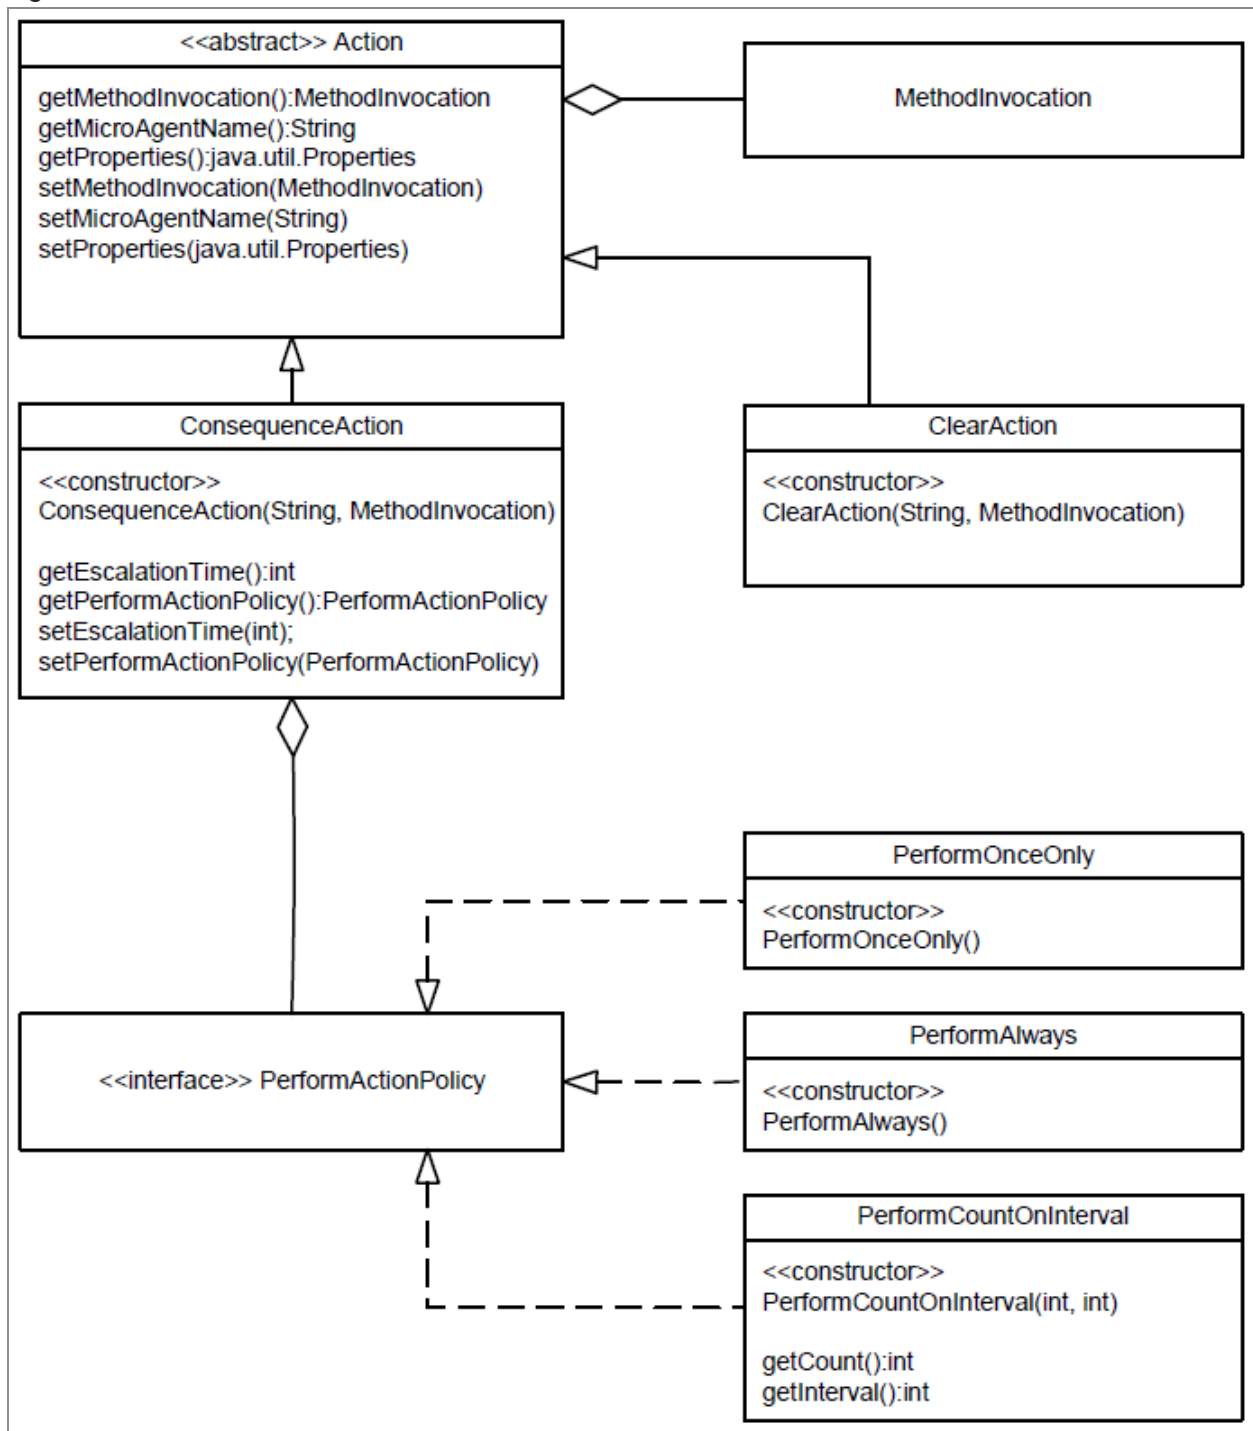 <<abstract>> Action
getMethodInvocation():MethodInvocation
getMicroAgentName():String
getProperties():java.util.Properties
setMethodInvocation(MethodInvocation)
setMicroAgentName(String)
setProperties(java.util.Properties)
MethodInvocation
ConsequenceAction
<<constructor>>
ConsequenceAction(String, MethodInvocation)
getEscalationTime():int
getPerformActionPolicy():PerformActionPolicy
setEscalationTime(int);
setPerformActionPolicy(PerformActionPolicy)
ClearAction
<<constructor>>
ClearAction(String, MethodInvocation)
PerformOnceOnly
<<constructor>>
PerformOnceOnly()
<<interface>> PerformActionPolicy
PerformAlways
<<constructor>>
PerformAlways()
PerformCountOnInterval
<<constructor>>
PerformCountOnInterval(int, int)
getCount():int
getInterval():int